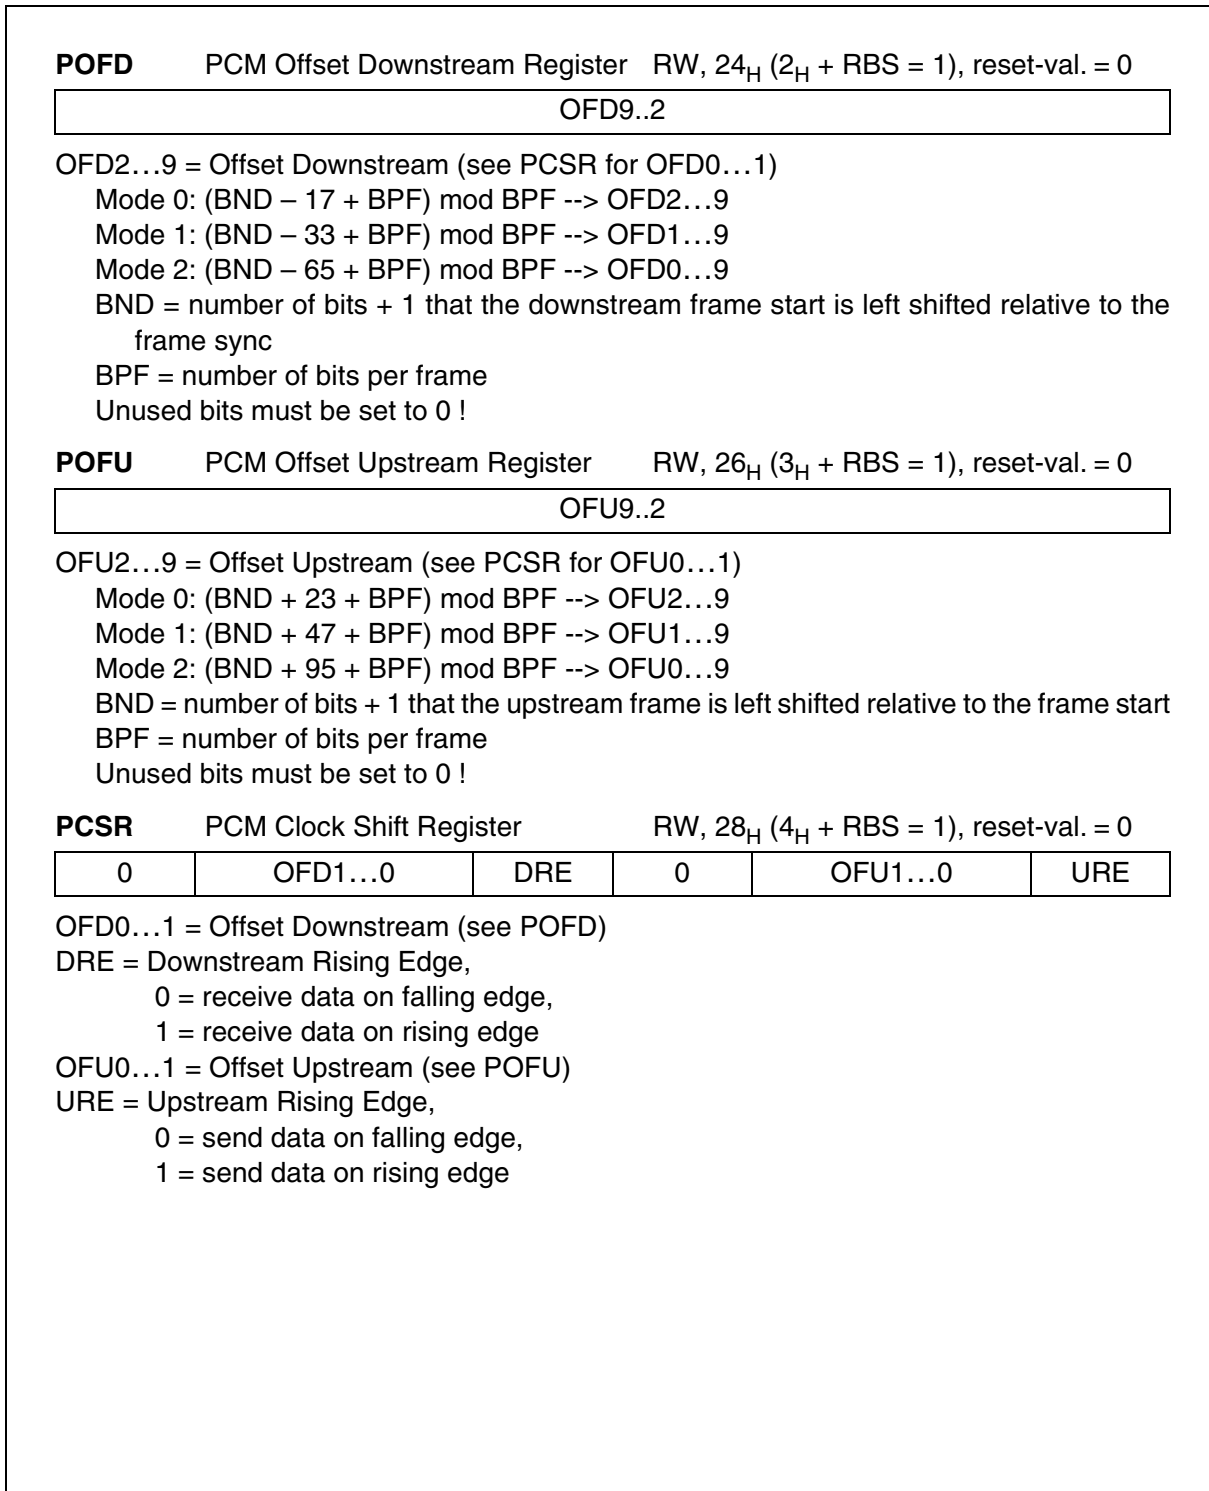 POFD PCM Offset Downstream Register RW, 24H (2H + RBS = 1), reset-val. = 0
OFD9..2
OFD2…9 = Offset Downstream (see PCSR for OFD0…1)
Mode 0: (BND – 17 + BPF) mod BPF --> OFD2…9
Mode 1: (BND – 33 + BPF) mod BPF --> OFD1…9
Mode 2: (BND – 65 + BPF) mod BPF --> OFD0…9
BND = number of bits + 1 that the downstream frame start is left shifted relative to the
frame sync
BPF = number of bits per frame
Unused bits must be set to 0 !
POFU PCM Offset Upstream Register RW, 26H (3H + RBS = 1), reset-val. = 0
OFU9..2
OFU2…9 = Offset Upstream (see PCSR for OFU0…1)
Mode 0: (BND + 23 + BPF) mod BPF --> OFU2…9
Mode 1: (BND + 47 + BPF) mod BPF --> OFU1…9
Mode 2: (BND + 95 + BPF) mod BPF --> OFU0…9
BND = number of bits + 1 that the upstream frame is left shifted relative to the frame start
BPF = number of bits per frame
Unused bits must be set to 0 !
PCSR PCM Clock Shift Register RW, 28H (4H + RBS = 1), reset-val. = 0
0 OFD1…0 DRE 0 OFU1…0 URE
OFD0…1 = Offset Downstream (see POFD)
DRE = Downstream Rising Edge,
0 = receive data on falling edge,
1 = receive data on rising edge
OFU0…1 = Offset Upstream (see POFU)
URE = Upstream Rising Edge,
0 = send data on falling edge,
1 = send data on rising edge